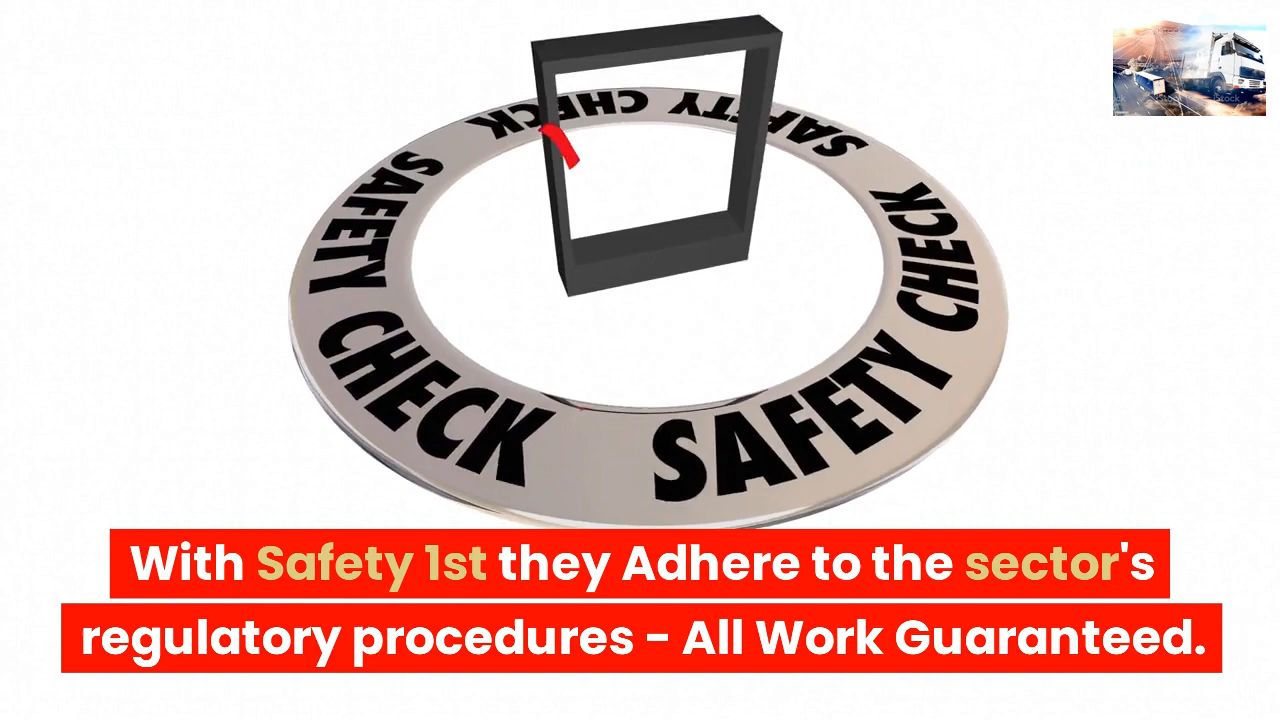 SAFETY CHECK
SAFETY CHECK
SAFETY CHECK
SAFETY CHECK
iStock
With Safety 1st they Adhere to the sector's
regulatory procedures - All Work Guaranteed.